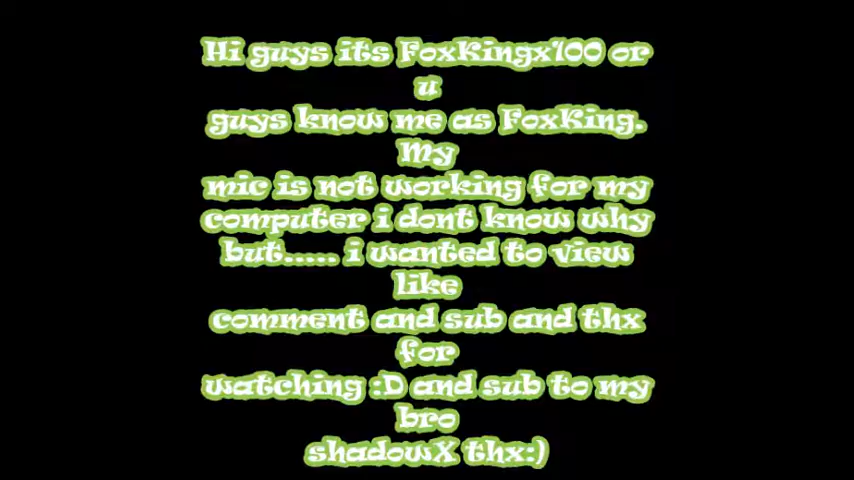 Hi guys its FoxKingx100 or
u
guys know me as FoxKing.
My
mic is not working for my
computer i dont know why
but..... i wanted to view
like
comment and sub and thx
for
watching :D and sub to my
bro
shadowX thx:)